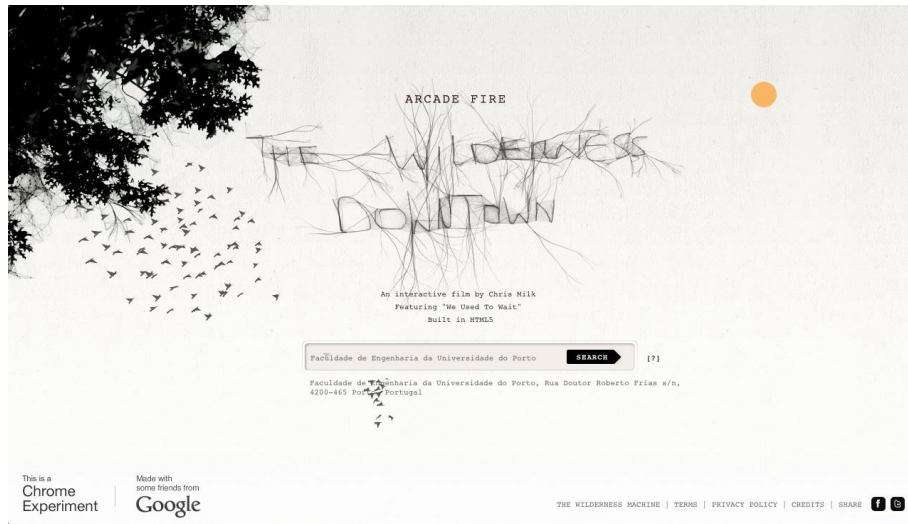 ARCADE FIRE
THE WILDERNESS
DOWNTOWN
An interactive film by Chris Milk
Featuring "We Used To Wait"
Built in HTML5
Faculdade de Engenharia da Universidade do Porto
SEARCH
[?]
Faculdade de Engenharia da Universidade do Porto, Rua Doutor Roberto Frias s/n,
4200-465 Porto, Portugal
This is a
Chrome
Experiment
Made with
some friends from
Google
THE WILDERNESS MACHINE | TERMS | PRIVACY POLICY | CREDITS | SHARE